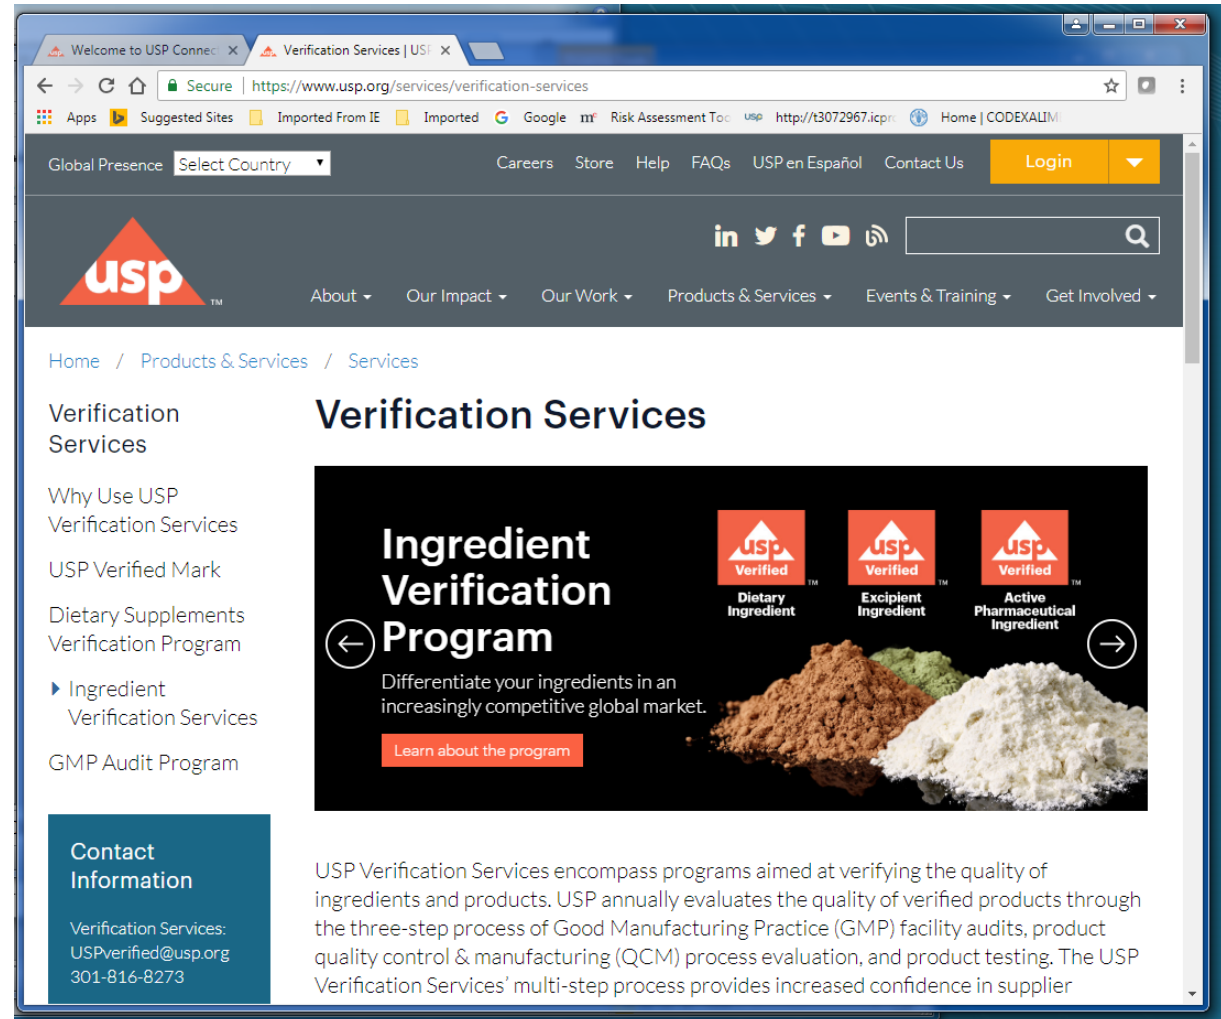 Welcome to USP Connec
Verification Services | USP
Secure | https://www.usp.org/services/verification-services
Apps Suggested Sites Imported From IE Imported Google Risk Assessment Too http://t3072967.icpr Home | CODEXALIM
Global Presence Select Country Careers Store Help FAQs USP en Español Contact Us Login
usp TM
About Our Impact Our Work Products & Services Events & Training Get Involved
Home / Products & Services / Services
Verification
Services
Why Use USP
Verification Services
USP Verified Mark
Dietary Supplements
Verification Program
Ingredient
Verification Services
GMP Audit Program
Contact
Information
Verification Services:
USPverified@usp.org
301-816-8273
Verification Services
Ingredient
Verification
Program
Differentiate your ingredients in an
increasingly competitive global market.
Learn about the program
usp
Verified TM
Dietary
Ingredient
usp
Verified TM
Excipient
Ingredient
usp
Verified TM
Active
Pharmaceutical
Ingredient
USP Verification Services encompass programs aimed at verifying the quality of
ingredients and products. USP annually evaluates the quality of verified products through
the three-step process of Good Manufacturing Practice (GMP) facility audits, product
quality control & manufacturing (QCM) process evaluation, and product testing. The USP
Verification Services' multi-step process provides increased confidence in supplier